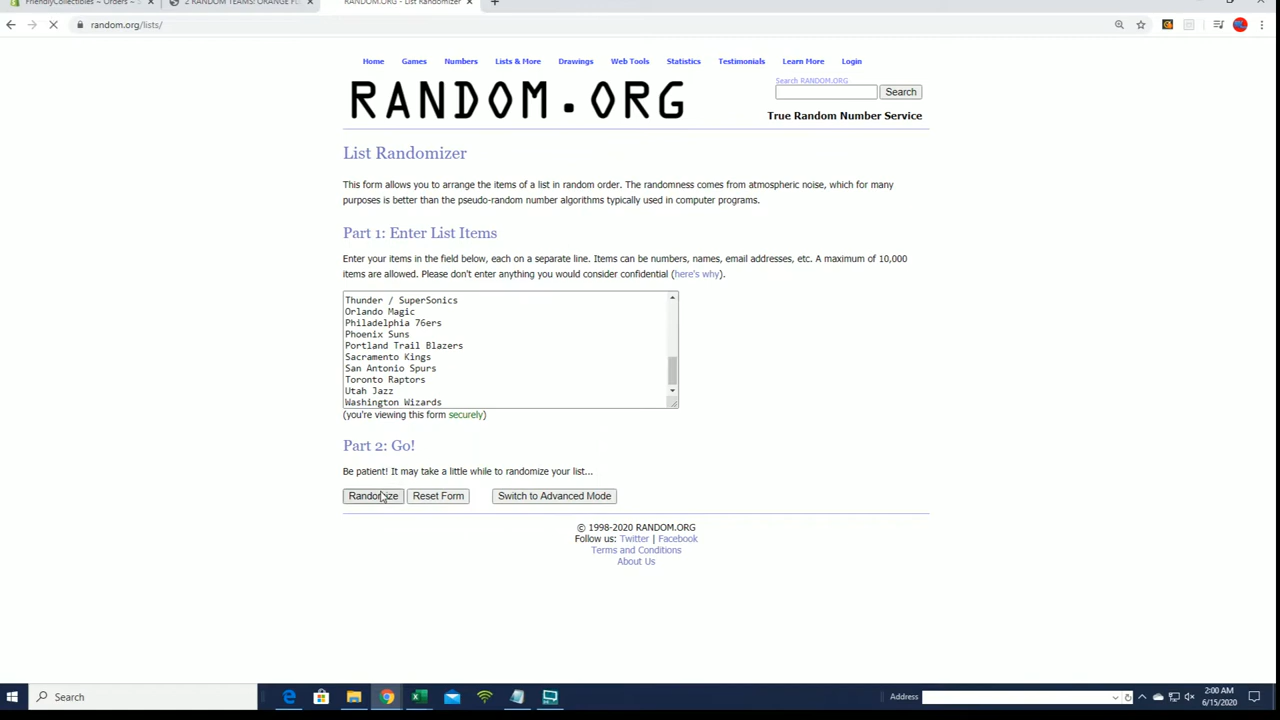 FriendlyCollectibles ~ Orders ~
2 RANDOM TEAMS: ORANGE
RANDOM.ORG - List Randomizer
random.org/lists/
Home Games Numbers Lists & More Drawings Web Tools Statistics Testimonials Learn More Login
RANDOM.ORG
Search RANDOM.ORG
Search
True Random Number Service
List Randomizer
This form allows you to arrange the items of a list in random order. The randomness comes from atmospheric noise, which for many
purposes is better than the pseudo-random number algorithms typically used in computer programs.
Part 1: Enter List Items
Enter your items in the field below, each on a separate line. Items can be numbers, names, email addresses, etc. A maximum of 10,000
items are allowed. Please don't enter anything you would consider confidential (here's why).
Thunder / SuperSonics
Orlando Magic
Philadelphia 76ers
Phoenix Suns
Portland Trail Blazers
Sacramento Kings
San Antonio Spurs
Toronto Raptors
Utah Jazz
Washington Wizards
(you're viewing this form securely)
Part 2: Go!
Be patient! It may take a little while to randomize your list...
Randomize Reset Form Switch to Advanced Mode
© 1998-2020 RANDOM.ORG
Follow us: Twitter | Facebook
Terms and Conditions
About Us
Search
Address
2:00 AM
6/15/2020